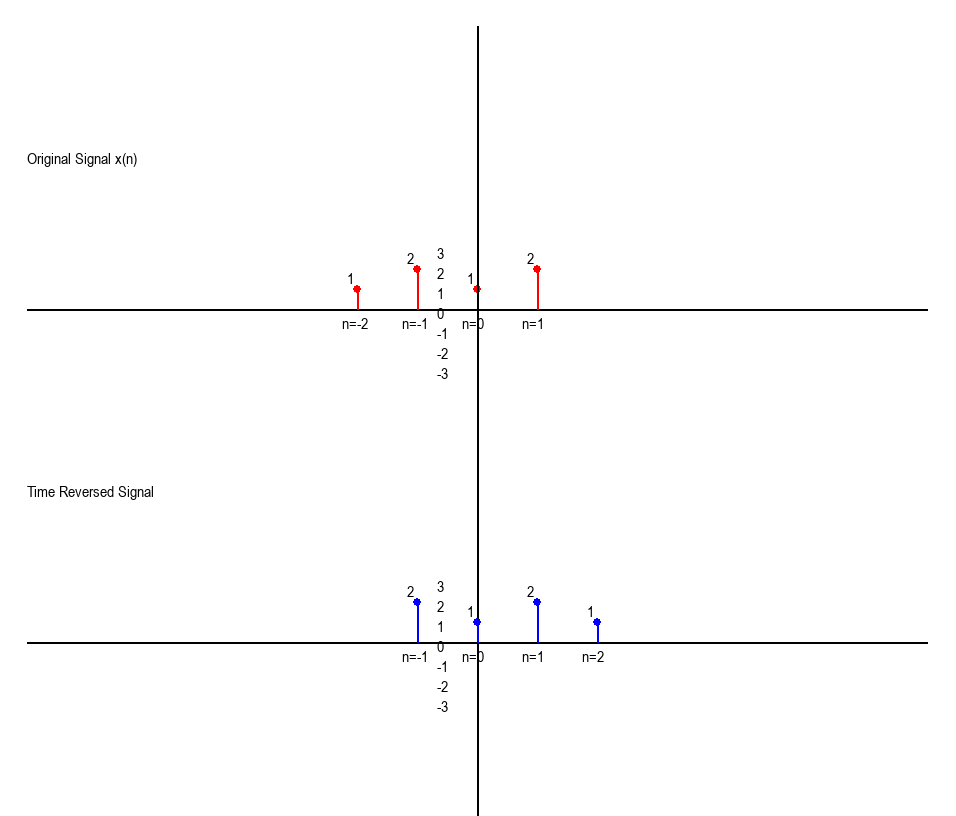 Original Signal x(n)
3
2
2
2
1
1
1
0
n=-2
n=-1
n=0
n=1
-1
-2
-3
Time Reversed Signal
3
2
2
2
1
1
1
0
n=-1
n=0
n=1
n=2
-1
-2
-3